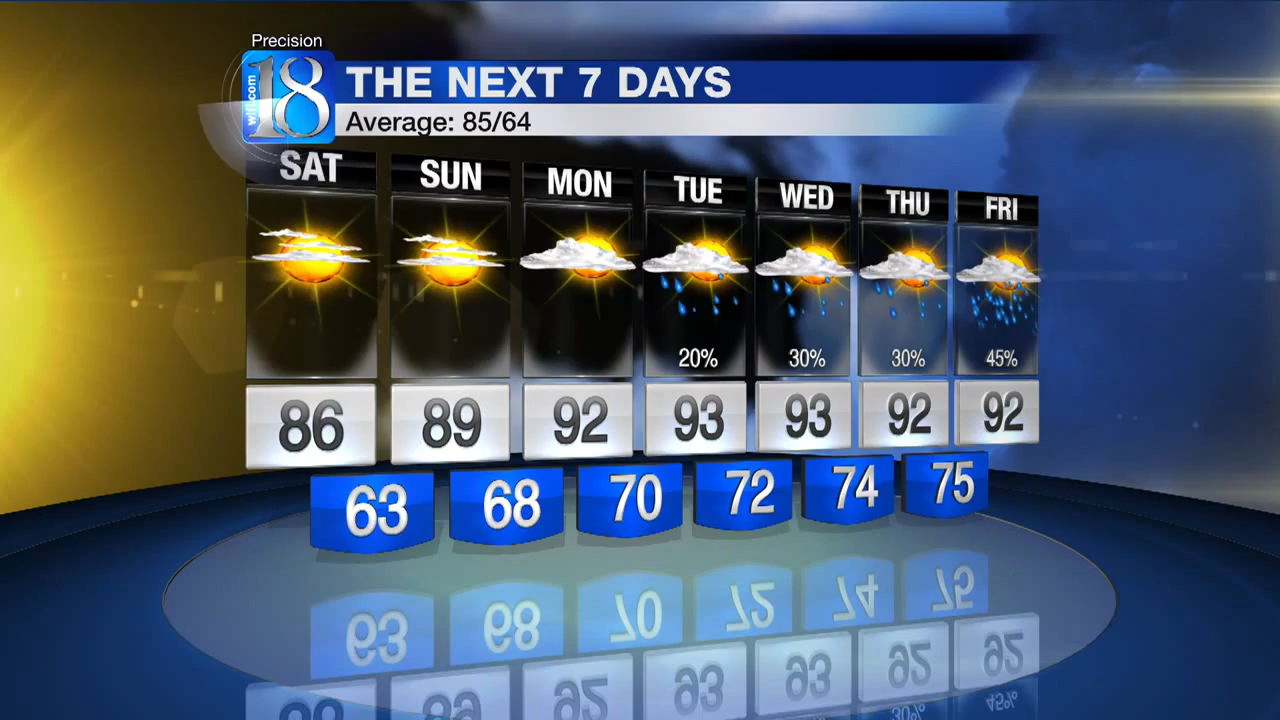 Precision
wlfi.com
18
THE NEXT 7 DAYS
Average: 85/64
SAT SUN MON TUE WED THU FRI
20% 30% 30% 45%
86 89 92 93 93 92 92
63 68 70 72 74 75